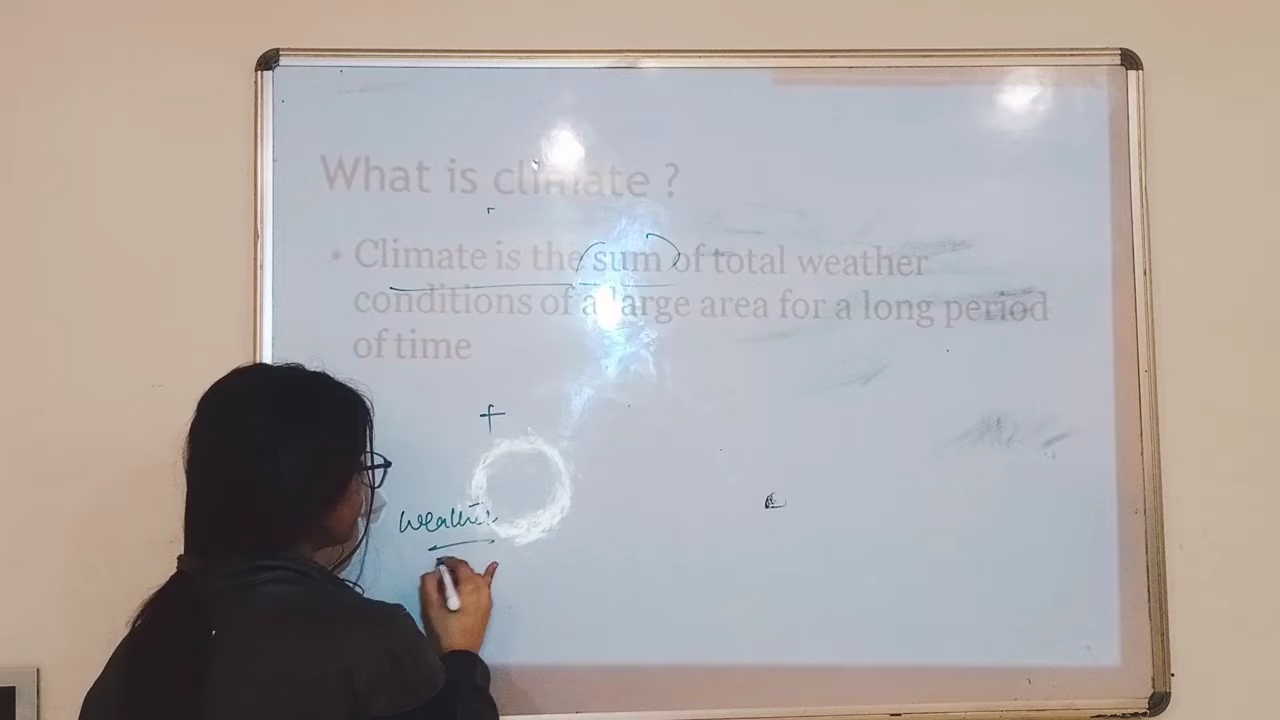 What is climate ?
• Climate is the sum of total weather
conditions of a large area for a long period
of time
weather